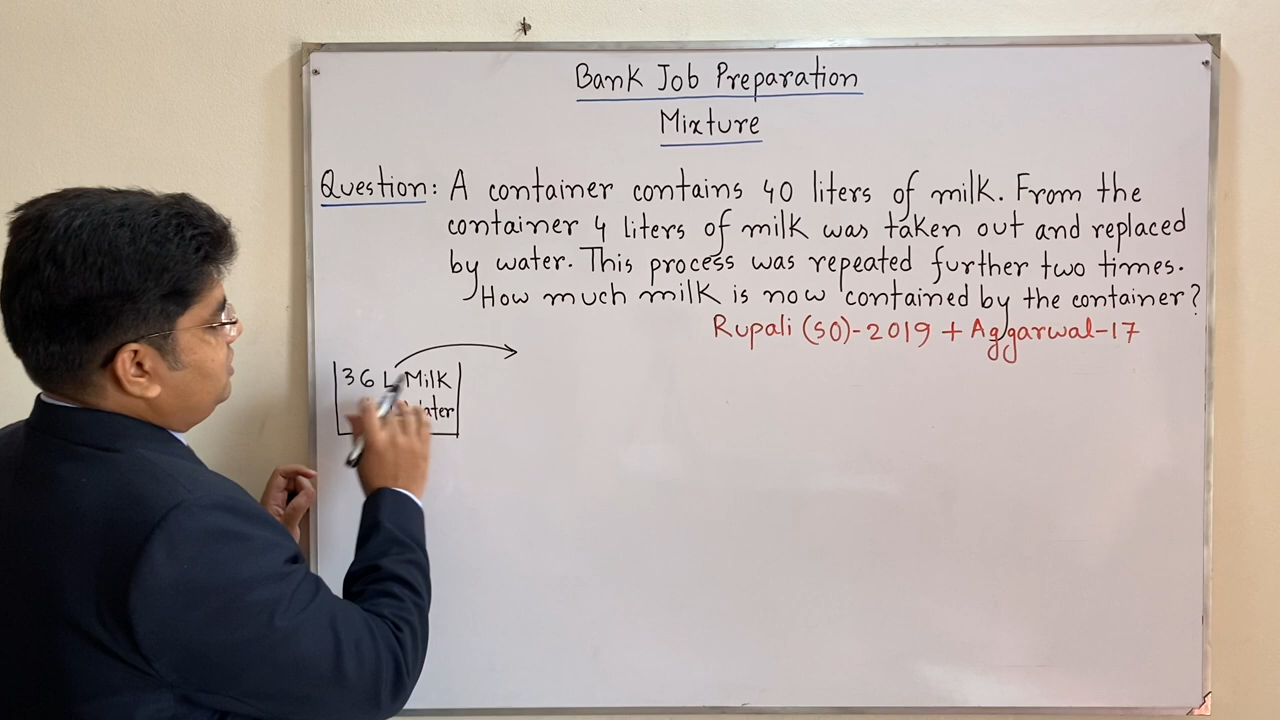 Bank Job Preparation
Mixture
Question: A container contains 40 liters of milk. From the
container 4 liters of milk was taken out and replaced
by water. This process was repeated further two times.
How much milk is now contained by the container?
Rupali (SO)-2019 + Aggarwal-17
36 L Milk